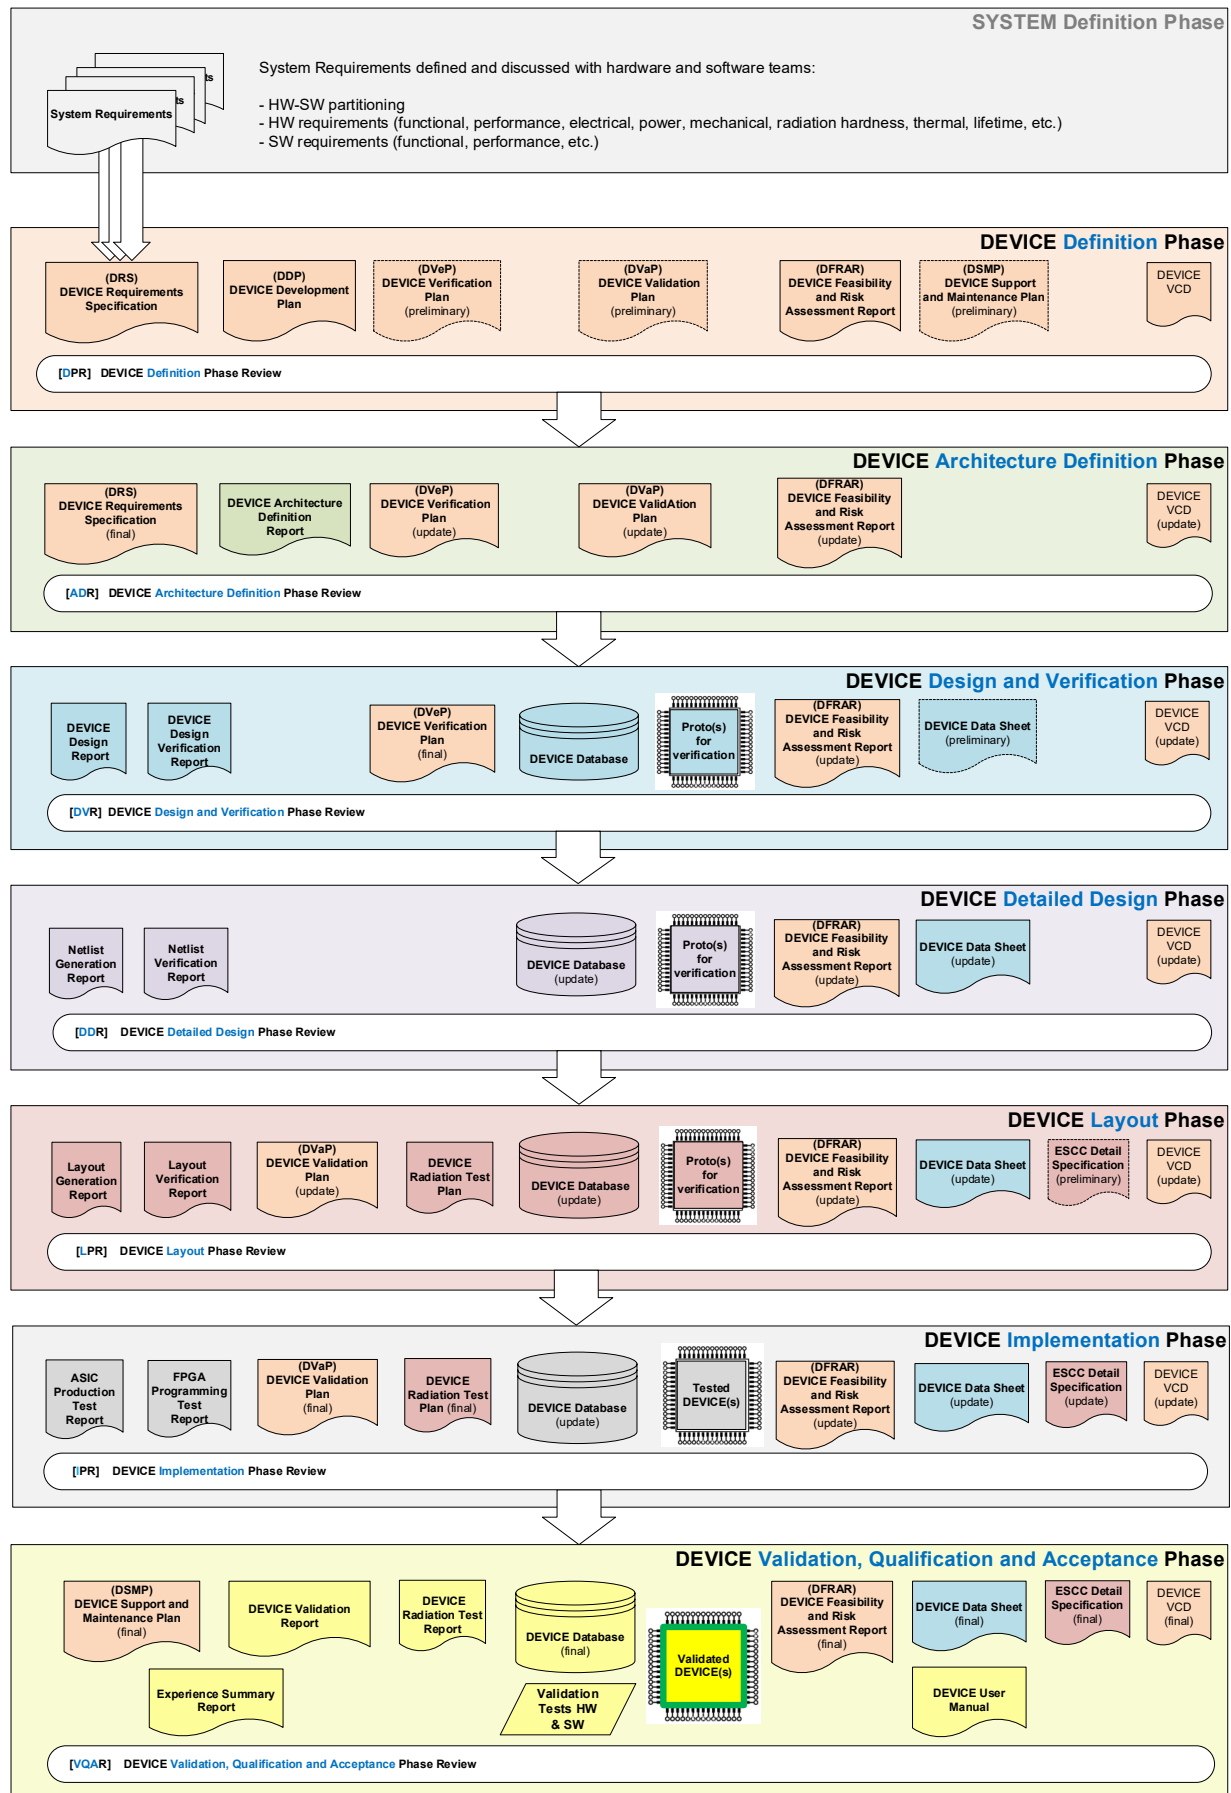 SYSTEM Definition Phase
ts
ts
System Requirements
System Requirements defined and discussed with hardware and software teams:
- HW-SW partitioning
- HW requirements (functional, performance, electrical, power, mechanical, radiation hardness, thermal, lifetime, etc.)
- SW requirements (functional, performance, etc.)
DEVICE Definition Phase
(DRS)
DEVICE Requirements
Specification
(DDP)
DEVICE Development
Plan
(DVeP)
DEVICE Verification
Plan
(preliminary)
(DVaP)
DEVICE Validation
Plan
(preliminary)
(DFRAR)
DEVICE Feasibility
and Risk
Assessment Report
(DSMP)
DEVICE Support
and Maintenance Plan
(preliminary)
DEVICE
VCD
[DPR] DEVICE Definition Phase Review
DEVICE Architecture Definition Phase
(DRS)
DEVICE Requirements
Specification
(final)
DEVICE Architecture
Definition
Report
(DVeP)
DEVICE Verification
Plan
(update)
(DVaP)
DEVICE ValidAtion
Plan
(update)
(DFRAR)
DEVICE Feasibility
and Risk
Assessment Report
(update)
DEVICE
VCD
(update)
[ADR] DEVICE Architecture Definition Phase Review
DEVICE Design and Verification Phase
DEVICE
Design
Report
DEVICE
Design
Verification
Report
(DVeP)
DEVICE Verification
Plan
(final)
DEVICE Database
Proto(s)
for
verification
(DFRAR)
DEVICE Feasibility
and Risk
Assessment Report
(update)
DEVICE Data Sheet
(preliminary)
DEVICE
VCD
(update)
[DVR] DEVICE Design and Verification Phase Review
DEVICE Detailed Design Phase
Netlist
Generation
Report
Netlist
Verification
Report
DEVICE Database
(update)
Proto(s)
for
verification
(DFRAR)
DEVICE Feasibility
and Risk
Assessment Report
(update)
DEVICE Data Sheet
(update)
DEVICE
VCD
(update)
[DDR] DEVICE Detailed Design Phase Review
DEVICE Layout Phase
Layout
Generation
Report
Layout
Verification
Report
(DVaP)
DEVICE Validation
Plan
(update)
DEVICE
Radiation Test
Plan
DEVICE Database
(update)
Proto(s)
for
verification
(DFRAR)
DEVICE Feasibility
and Risk
Assessment Report
(update)
DEVICE Data Sheet
(update)
ESCC Detail
Specification
(preliminary)
DEVICE
VCD
(update)
[LPR] DEVICE Layout Phase Review
DEVICE Implementation Phase
ASIC
Production
Test
Report
FPGA
Programming
Test
Report
(DVaP)
DEVICE Validation
Plan
(final)
DEVICE
Radiation Test
Plan (final)
DEVICE Database
(update)
Tested
DEVICE(s)
(DFRAR)
DEVICE Feasibility
and Risk
Assessment Report
(update)
DEVICE Data Sheet
(update)
ESCC Detail
Specification
(update)
DEVICE
VCD
(update)
[IPR] DEVICE Implementation Phase Review
DEVICE Validation, Qualification and Acceptance Phase
(DSMP)
DEVICE Support and
Maintenance Plan
(final)
DEVICE Validation
Report
DEVICE
Radiation Test
Report
DEVICE Database
(final)
Validated
DEVICE(s)
(DFRAR)
DEVICE Feasibility
and Risk
Assessment Report
(final)
DEVICE Data Sheet
(final)
ESCC Detail
Specification
(final)
DEVICE
VCD
(final)
Experience Summary
Report
Validation
Tests HW
& SW
DEVICE User
Manual
[VQAR] DEVICE Validation, Qualification and Acceptance Phase Review